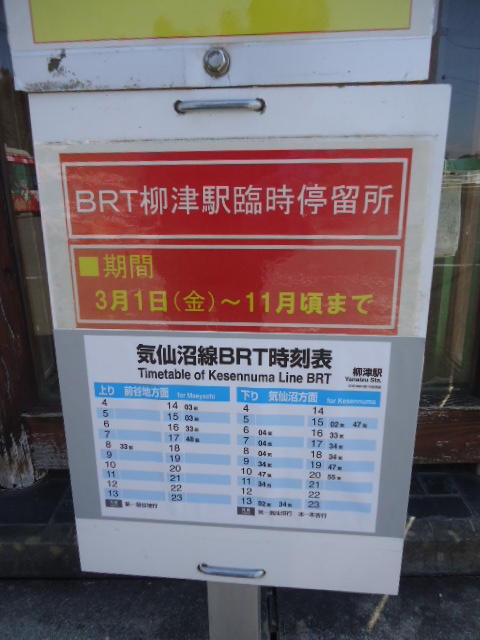 BRT柳津駅臨時停留所
■期間
3月1日(金)～11月頃まで
気仙沼線BRT時刻表
柳津駅
Timetable of Kesennuma Line BRT
Yanaizu Sta.
上り 前谷地方面 for Maeyachi
4 14 03
5 15 03
6 16 33
7 17 48
8 33 18
9 19
10 20
11 21
12 22
13 23
下り 気仙沼方面 for Kesennuma
4 14
5 15 02 47
6 04 16 33
7 04 17 34
8 04 18 34
9 34 19 47
10 47 20 55
11 34 21
12 22
13 02 34 23